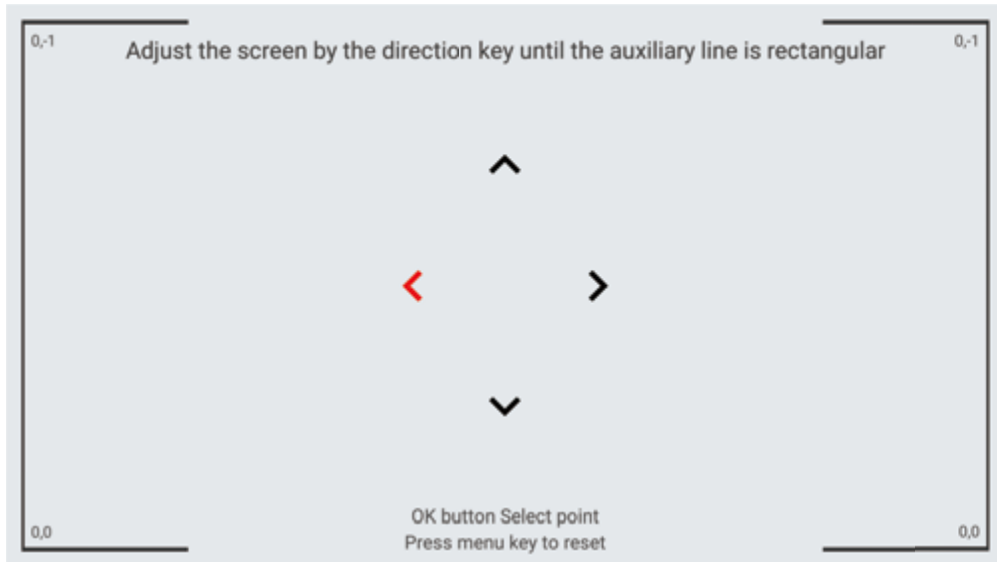 0,-1
0,-1
Adjust the screen by the direction key until the auxiliary line is rectangular
0,0
0,0
OK button Select point
Press menu key to reset